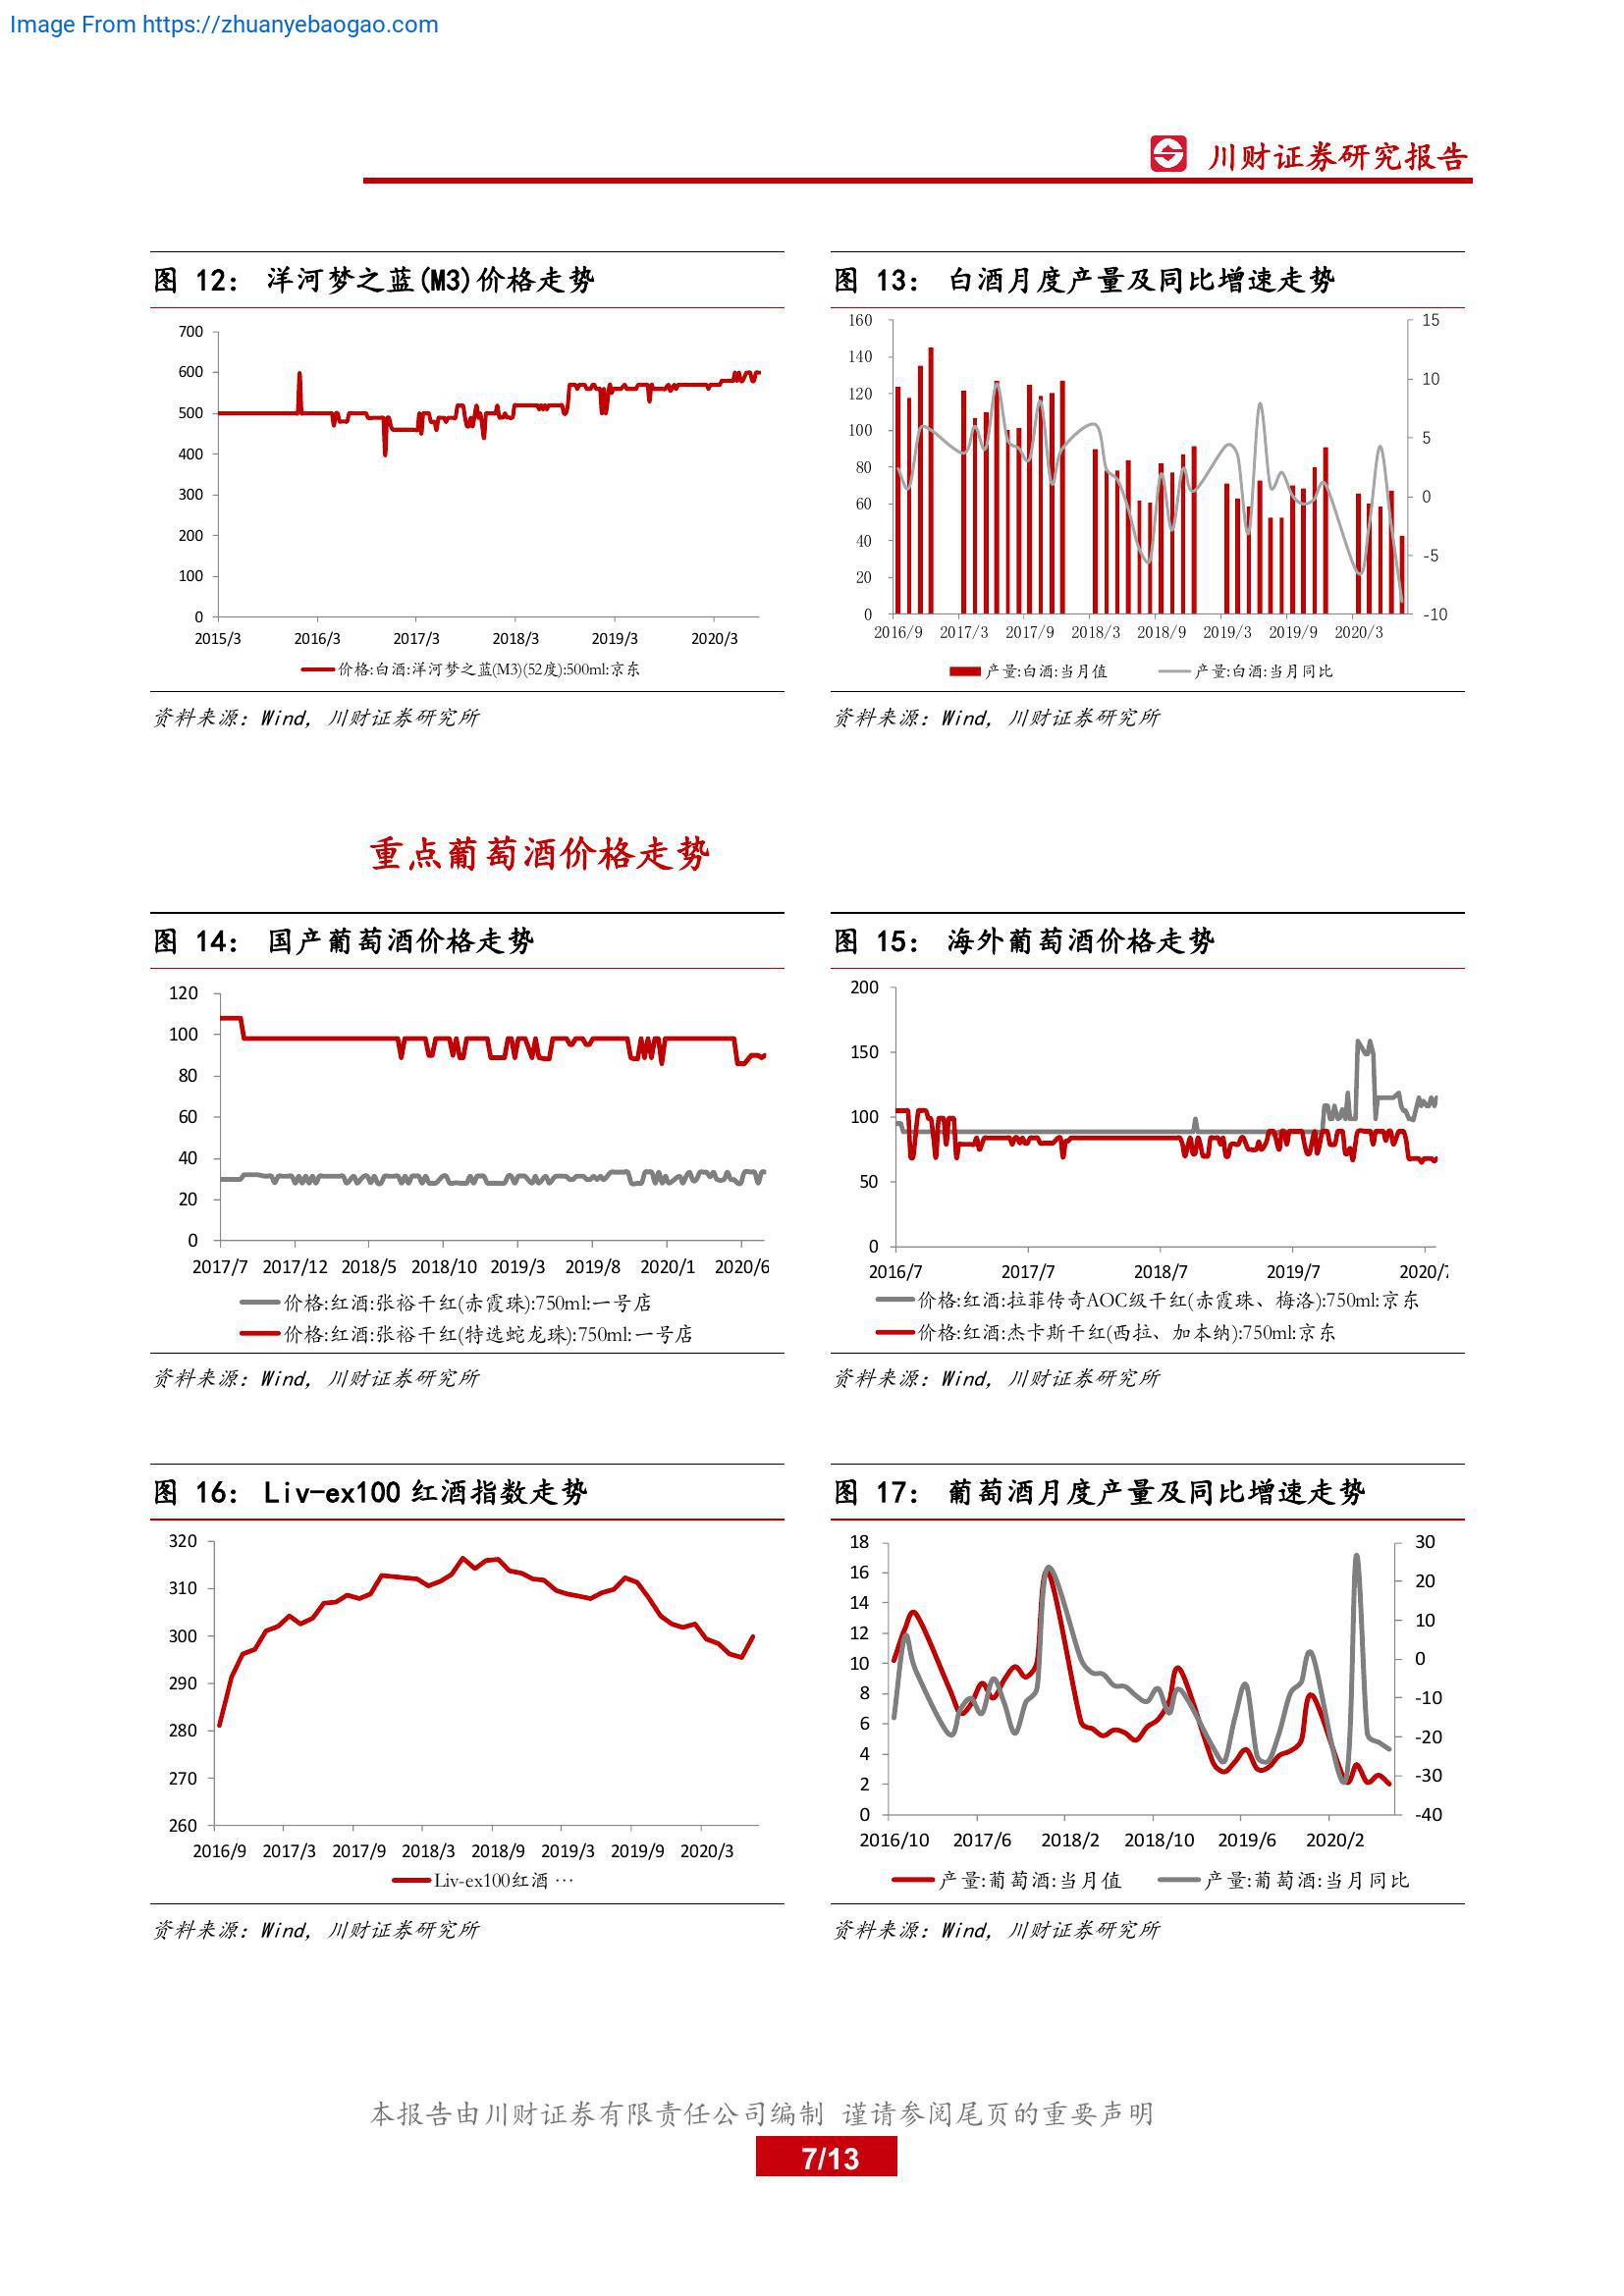 Image From https://zhuanyebaogao.com
川财证券研究报告
图 12： 洋河梦之蓝(M3)价格走势
700
600
500
400
300
200
100
0
2015/3 2016/3 2017/3 2018/3 2019/3 2020/3
价格:白酒:洋河梦之蓝(M3)(52度):500ml:京东
资料来源：Wind，川财证券研究所
图 13： 白酒月度产量及同比增速走势
160
140
120
100
80
60
40
20
0
15
10
5
0
-5
-10
2016/9 2017/3 2017/9 2018/3 2018/9 2019/3 2019/9 2020/3
产量:白酒:当月值 产量:白酒:当月同比
资料来源：Wind，川财证券研究所
重点葡萄酒价格走势
图 14： 国产葡萄酒价格走势
120
100
80
60
40
20
0
2017/7 2017/12 2018/5 2018/10 2019/3 2019/8 2020/1 2020/6
价格:红酒:张裕干红(赤霞珠):750ml:一号店
价格:红酒:张裕干红(特选蛇龙珠):750ml:一号店
资料来源：Wind，川财证券研究所
图 15： 海外葡萄酒价格走势
200
150
100
50
0
2016/7 2017/7 2018/7 2019/7 2020/7
价格:红酒:拉菲传奇AOC级干红(赤霞珠、梅洛):750ml:京东
价格:红酒:杰卡斯干红(西拉、加本纳):750ml:京东
资料来源：Wind，川财证券研究所
图 16： Liv-ex100 红酒指数走势
320
310
300
290
280
270
260
2016/9 2017/3 2017/9 2018/3 2018/9 2019/3 2019/9 2020/3
Liv-ex100红酒 …
资料来源：Wind，川财证券研究所
图 17： 葡萄酒月度产量及同比增速走势
18
16
14
12
10
8
6
4
2
0
30
20
10
0
-10
-20
-30
-40
2016/10 2017/6 2018/2 2018/10 2019/6 2020/2
产量:葡萄酒:当月值 产量:葡萄酒:当月同比
资料来源：Wind，川财证券研究所
本报告由川财证券有限责任公司编制 谨请参阅尾页的重要声明
7/13